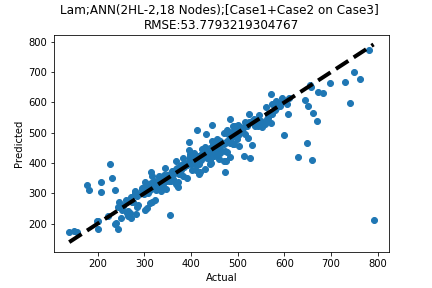 Lam;ANN(2HL-2,18 Nodes);[Case1+Case2 on Case3]
RMSE:53.7793219304767
800
700
600
500
400
300
200
Predicted
200 300 400 500 600 700 800
Actual